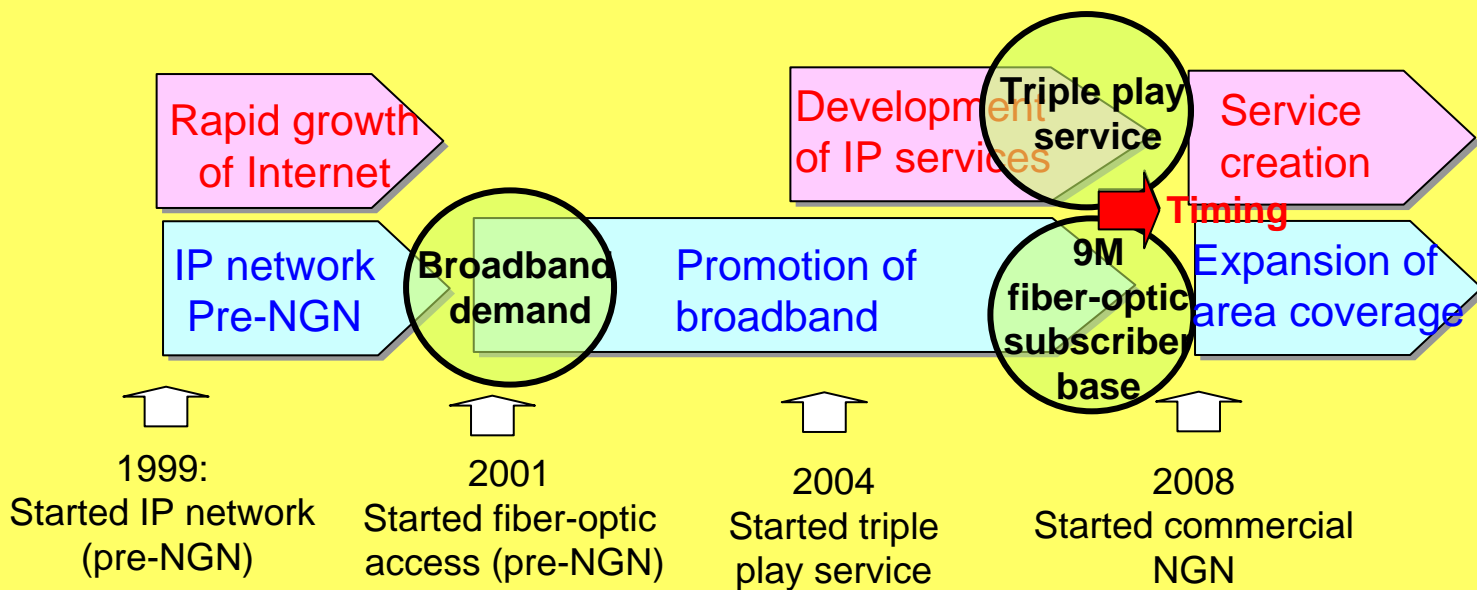 Rapid growth
of Internet
Development
of IP services
Triple play
service
Service
creation
Timing
IP network
Pre-NGN
Broadband
demand
Promotion of
broadband
9M
fiber-optic
subscriber
base
Expansion of
area coverage
1999:
Started IP network
(pre-NGN)
2001
Started fiber-optic
access (pre-NGN)
2004
Started triple
play service
2008
Started commercial
NGN